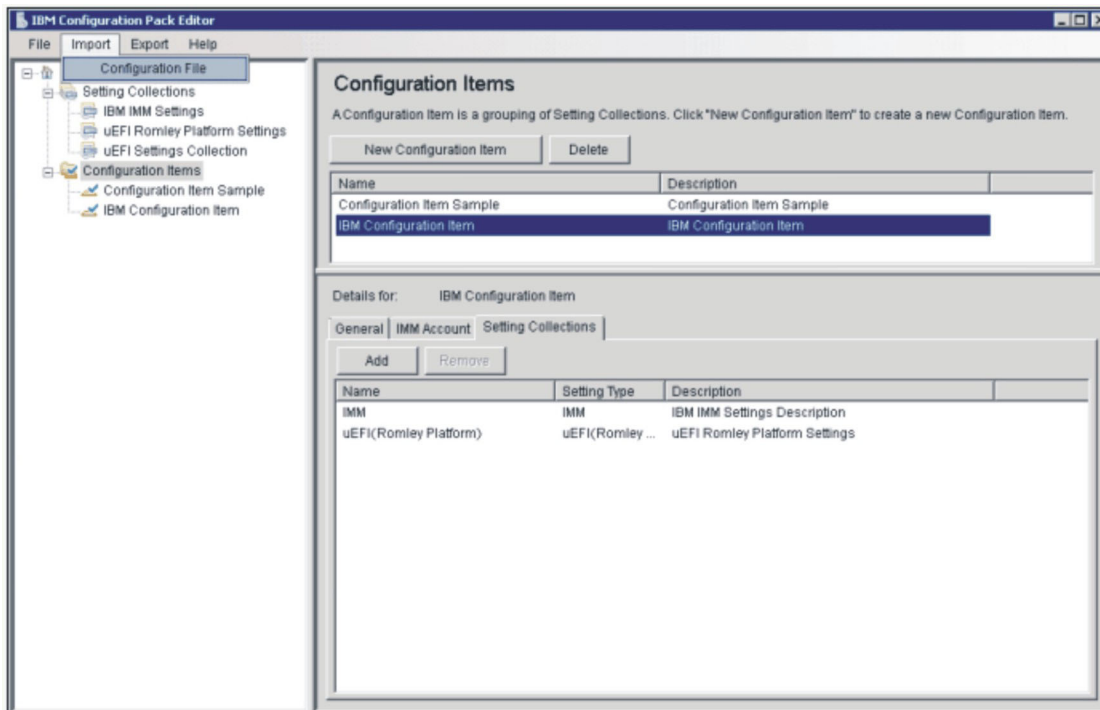 IBM Configuration Pack Editor
File Import Export Help
Configuration File
Setting Collections
IBM IMM Settings
uEFI Romley Platform Settings
uEFI Settings Collection
Configuration Items
Configuration Item Sample
IBM Configuration Item
Configuration Items
A Configuration Item is a grouping of Setting Collections. Click "New Configuration Item" to create a new Configuration Item.
New Configuration Item Delete
Name Description
Configuration Item Sample Configuration Item Sample
IBM Configuration Item IBM Configuration Item
Details for: IBM Configuration Item
General IMM Account Setting Collections
Add Remove
Name Setting Type Description
IMM IMM IBM IMM Settings Description
uEFI(Romley Platform) uEFI(Romley ... uEFI Romley Platform Settings